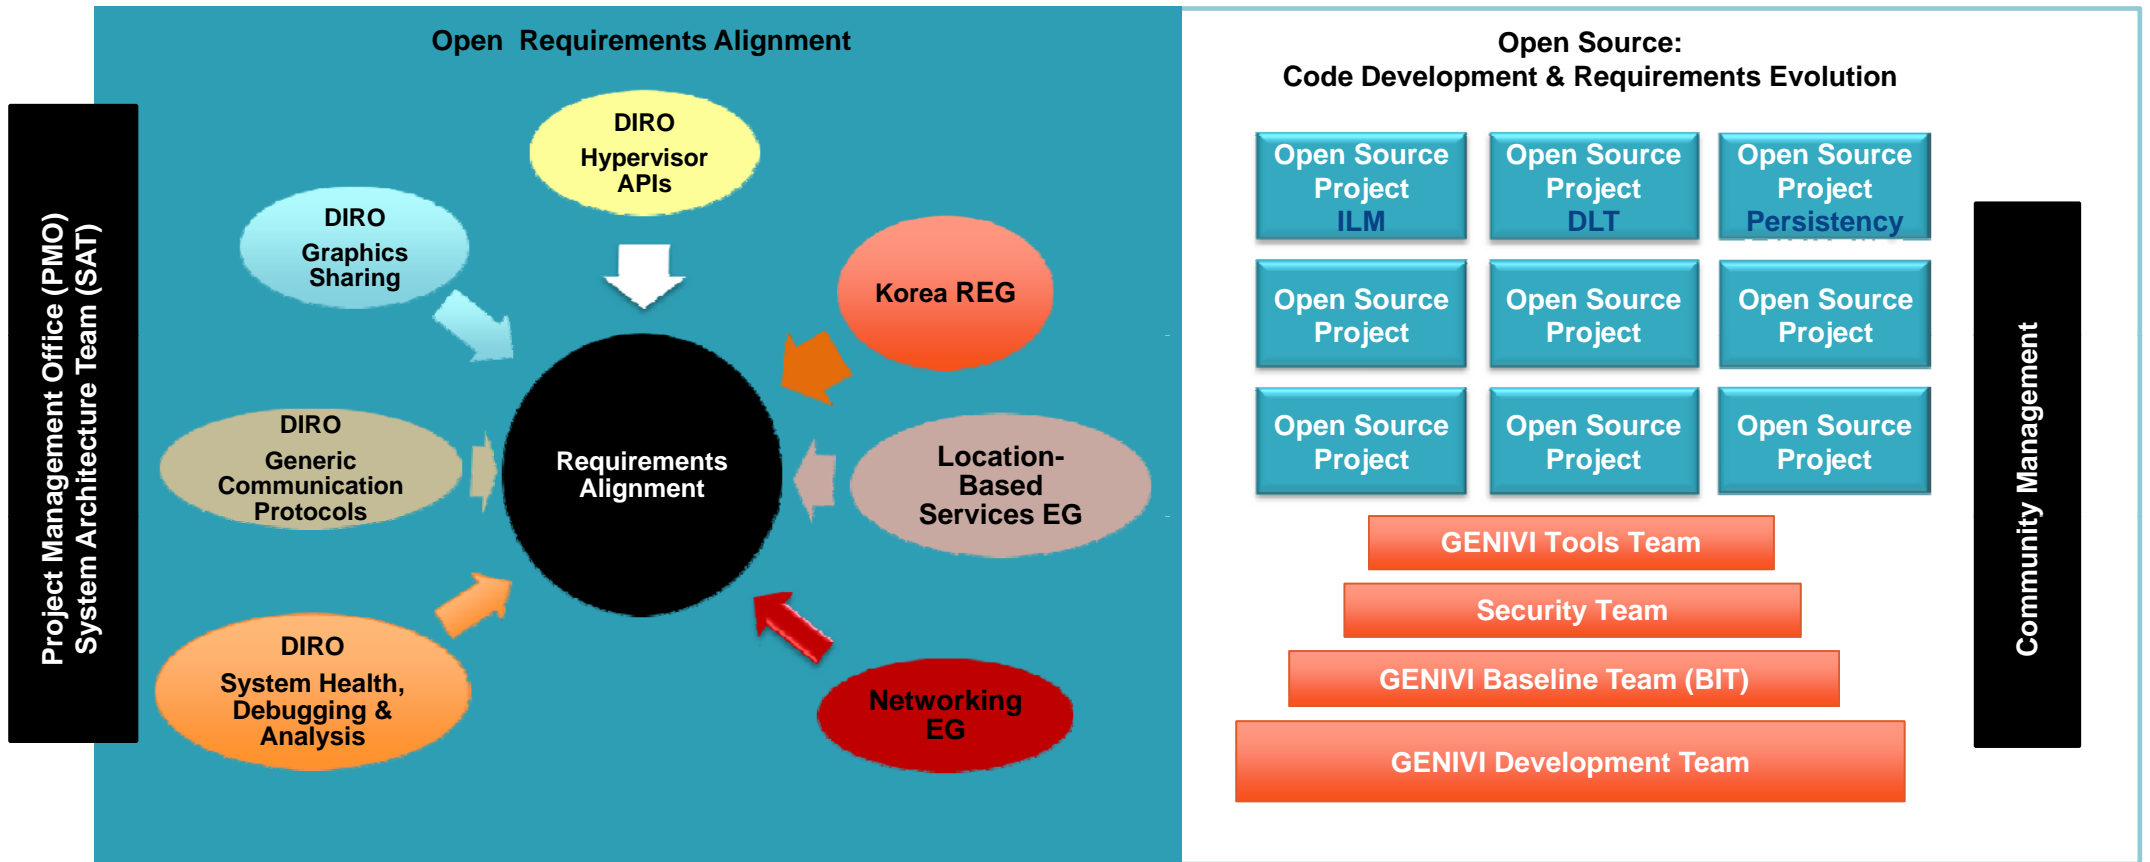 Open Requirements Alignment
Project Management Office (PMO)
System Architecture Team (SAT)
DIRO
Hypervisor
APIs
DIRO
Graphics
Sharing
Korea REG
DIRO
Generic
Communication
Protocols
Requirements
Alignment
Location-
Based
Services EG
DIRO
System Health,
Debugging &
Analysis
Networking
EG
Open Source:
Code Development & Requirements Evolution
Open Source
Project
ILM
Open Source
Project
DLT
Open Source
Project
Persistency
Open Source
Project
Open Source
Project
Open Source
Project
Open Source
Project
Open Source
Project
Open Source
Project
GENIVI Tools Team
Security Team
GENIVI Baseline Team (BIT)
GENIVI Development Team
Community Management